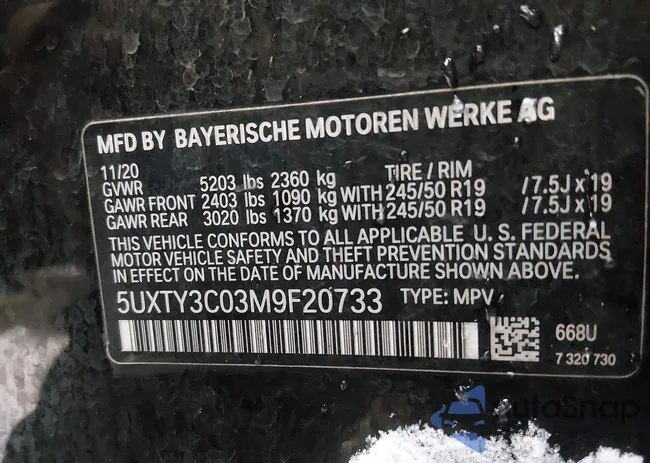 MFD BY BAYERISCHE MOTOREN WERKE AG
11/20 TIRE / RIM
GVWR 5203 lbs 2360 kg
GAWR FRONT 2403 lbs 1090 kg WITH 245/50 R19 /7.5J x 19
GAWR REAR 3020 lbs 1370 kg WITH 245/50 R19 /7.5J x 19
THIS VEHICLE CONFORMS TO ALL APPLICABLE U. S. FEDERAL
MOTOR VEHICLE SAFETY AND THEFT PREVENTION STANDARDS
IN EFFECT ON THE DATE OF MANUFACTURE SHOWN ABOVE.
5UXTY3C03M9F20733 TYPE: MPV
668U
7 320 730
AutoSnap